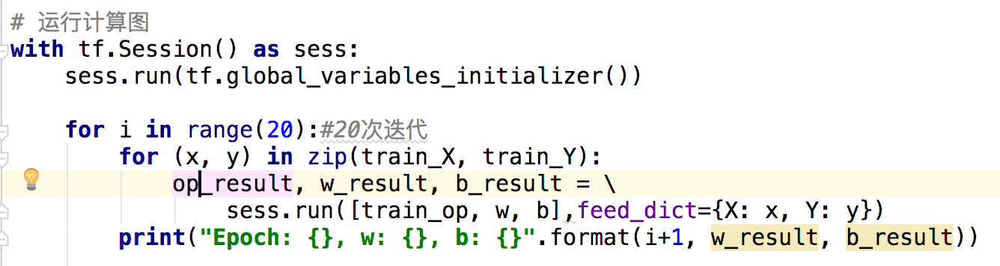 # 运行计算图
with tf.Session() as sess:
    sess.run(tf.global_variables_initializer())
    for i in range(20):#20次迭代
        for (x, y) in zip(train_X, train_Y):
            op_result, w_result, b_result = \
                sess.run([train_op, w, b],feed_dict={X: x, Y: y})
        print("Epoch: {}, w: {}, b: {}".format(i+1, w_result, b_result))